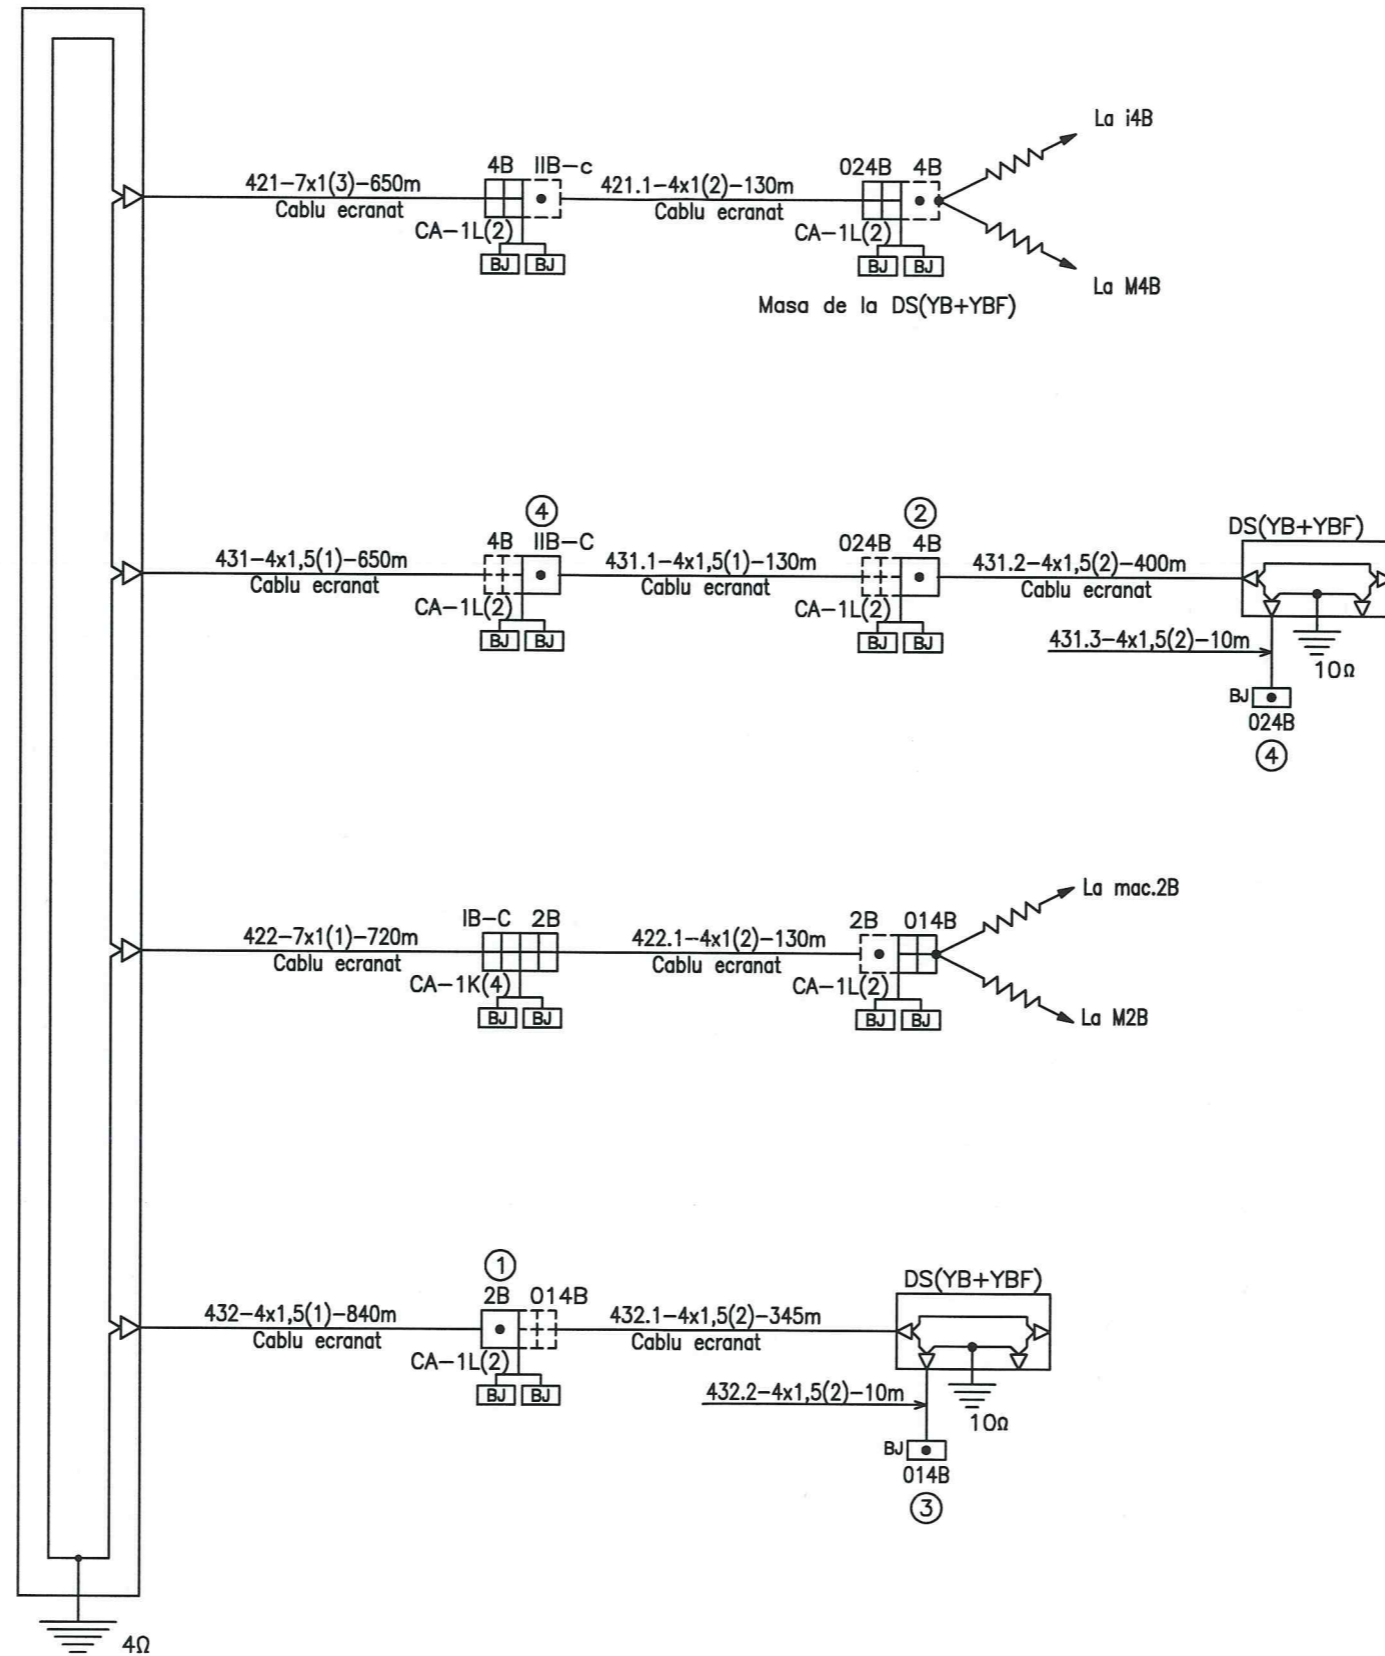 La i4B
4B IIB-c
024B 4B
421-7x1(3)-650m
421.1-4x1(2)-130m
Cablu ecranat
Cablu ecranat
CA-1L(2)
CA-1L(2)
BJ BJ
BJ BJ
La M4B
Masa de la DS(YB+YBF)
4
2
DS(YB+YBF)
4B IIB-C
024B 4B
431-4x1,5(1)-650m
431.1-4x1,5(1)-130m
431.2-4x1,5(2)-400m
Cablu ecranat
Cablu ecranat
Cablu ecranat
CA-1L(2)
CA-1L(2)
BJ BJ
BJ BJ
431.3-4x1,5(2)-10m
10Ω
BJ
024B
4
La mac.2B
IB-C 2B
2B 014B
422-7x1(1)-720m
422.1-4x1(2)-130m
Cablu ecranat
Cablu ecranat
CA-1K(4)
CA-1L(2)
BJ BJ
BJ BJ
La M2B
1
DS(YB+YBF)
2B 014B
432-4x1,5(1)-840m
432.1-4x1,5(2)-345m
Cablu ecranat
Cablu ecranat
CA-1L(2)
BJ BJ
432.2-4x1,5(2)-10m
10Ω
BJ
014B
3
4Ω